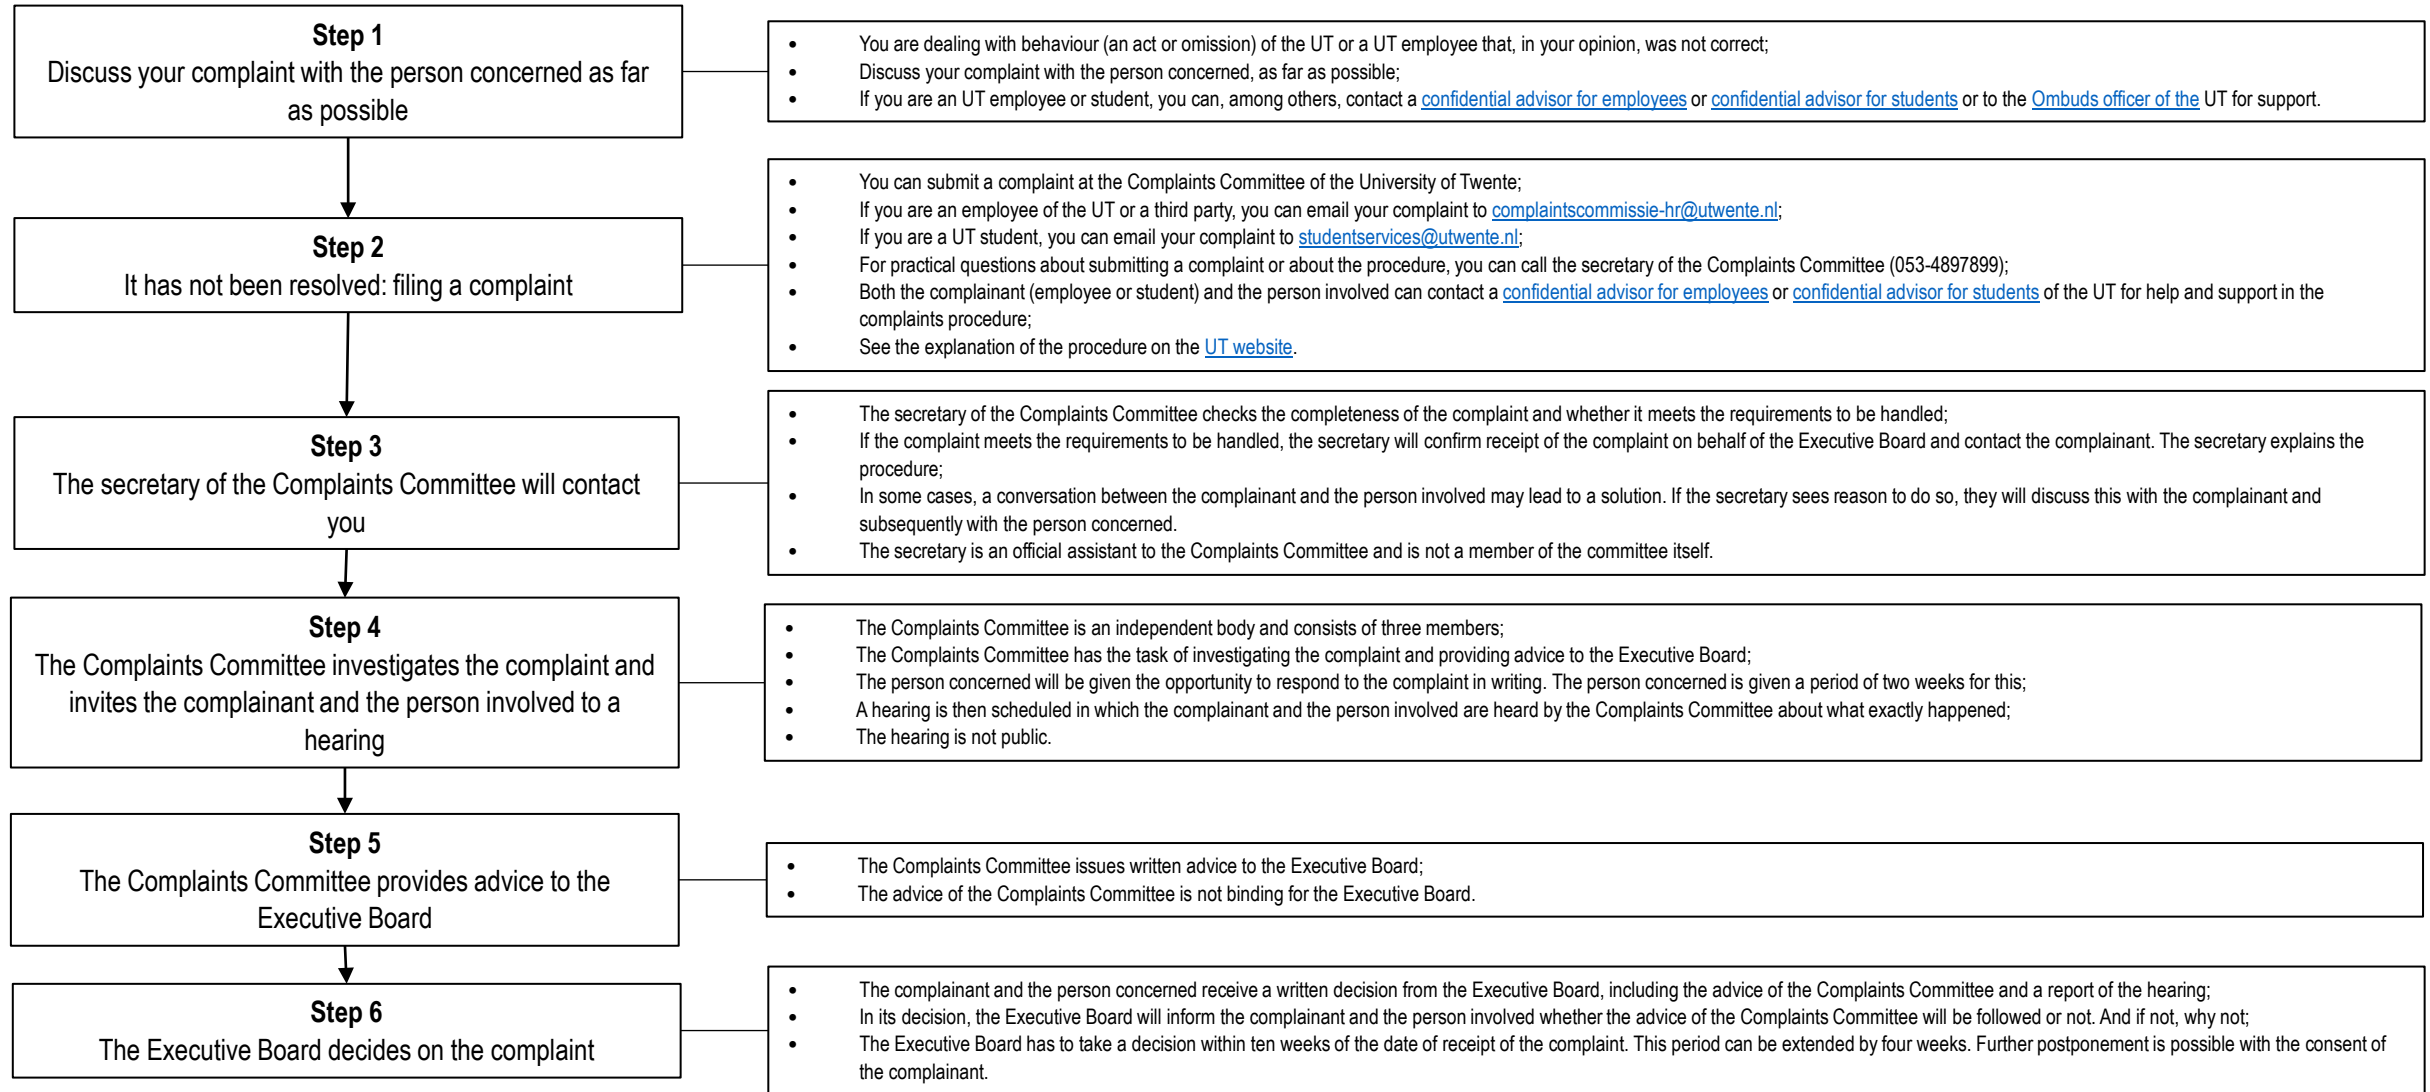 Step 1
Discuss your complaint with the person concerned as far
as possible
• You are dealing with behaviour (an act or omission) of the UT or a UT employee that, in your opinion, was not correct;
• Discuss your complaint with the person concerned, as far as possible;
• If you are an UT employee or student, you can, among others, contact a confidential advisor for employees or confidential advisor for students or to the Ombuds officer of the UT for support.
Step 2
It has not been resolved: filing a complaint
• You can submit a complaint at the Complaints Committee of the University of Twente;
• If you are an employee of the UT or a third party, you can email your complaint to complaintscommissie-hr@utwente.nl;
• If you are a UT student, you can email your complaint to studentservices@utwente.nl;
• For practical questions about submitting a complaint or about the procedure, you can call the secretary of the Complaints Committee (053-4897899);
• Both the complainant (employee or student) and the person involved can contact a confidential advisor for employees or confidential advisor for students of the UT for help and support in the
complaints procedure;
• See the explanation of the procedure on the UT website.
Step 3
The secretary of the Complaints Committee will contact
you
• The secretary of the Complaints Committee checks the completeness of the complaint and whether it meets the requirements to be handled;
• If the complaint meets the requirements to be handled, the secretary will confirm receipt of the complaint on behalf of the Executive Board and contact the complainant. The secretary explains the
procedure;
• In some cases, a conversation between the complainant and the person involved may lead to a solution. If the secretary sees reason to do so, they will discuss this with the complainant and
subsequently with the person concerned.
• The secretary is an official assistant to the Complaints Committee and is not a member of the committee itself.
Step 4
The Complaints Committee investigates the complaint and
invites the complainant and the person involved to a
hearing
• The Complaints Committee is an independent body and consists of three members;
• The Complaints Committee has the task of investigating the complaint and providing advice to the Executive Board;
• The person concerned will be given the opportunity to respond to the complaint in writing. The person concerned is given a period of two weeks for this;
• A hearing is then scheduled in which the complainant and the person involved are heard by the Complaints Committee about what exactly happened;
• The hearing is not public.
Step 5
The Complaints Committee provides advice to the
Executive Board
• The Complaints Committee issues written advice to the Executive Board;
• The advice of the Complaints Committee is not binding for the Executive Board.
Step 6
The Executive Board decides on the complaint
• The complainant and the person concerned receive a written decision from the Executive Board, including the advice of the Complaints Committee and a report of the hearing;
• In its decision, the Executive Board will inform the complainant and the person involved whether the advice of the Complaints Committee will be followed or not. And if not, why not;
• The Executive Board has to take a decision within ten weeks of the date of receipt of the complaint. This period can be extended by four weeks. Further postponement is possible with the consent of
the complainant.